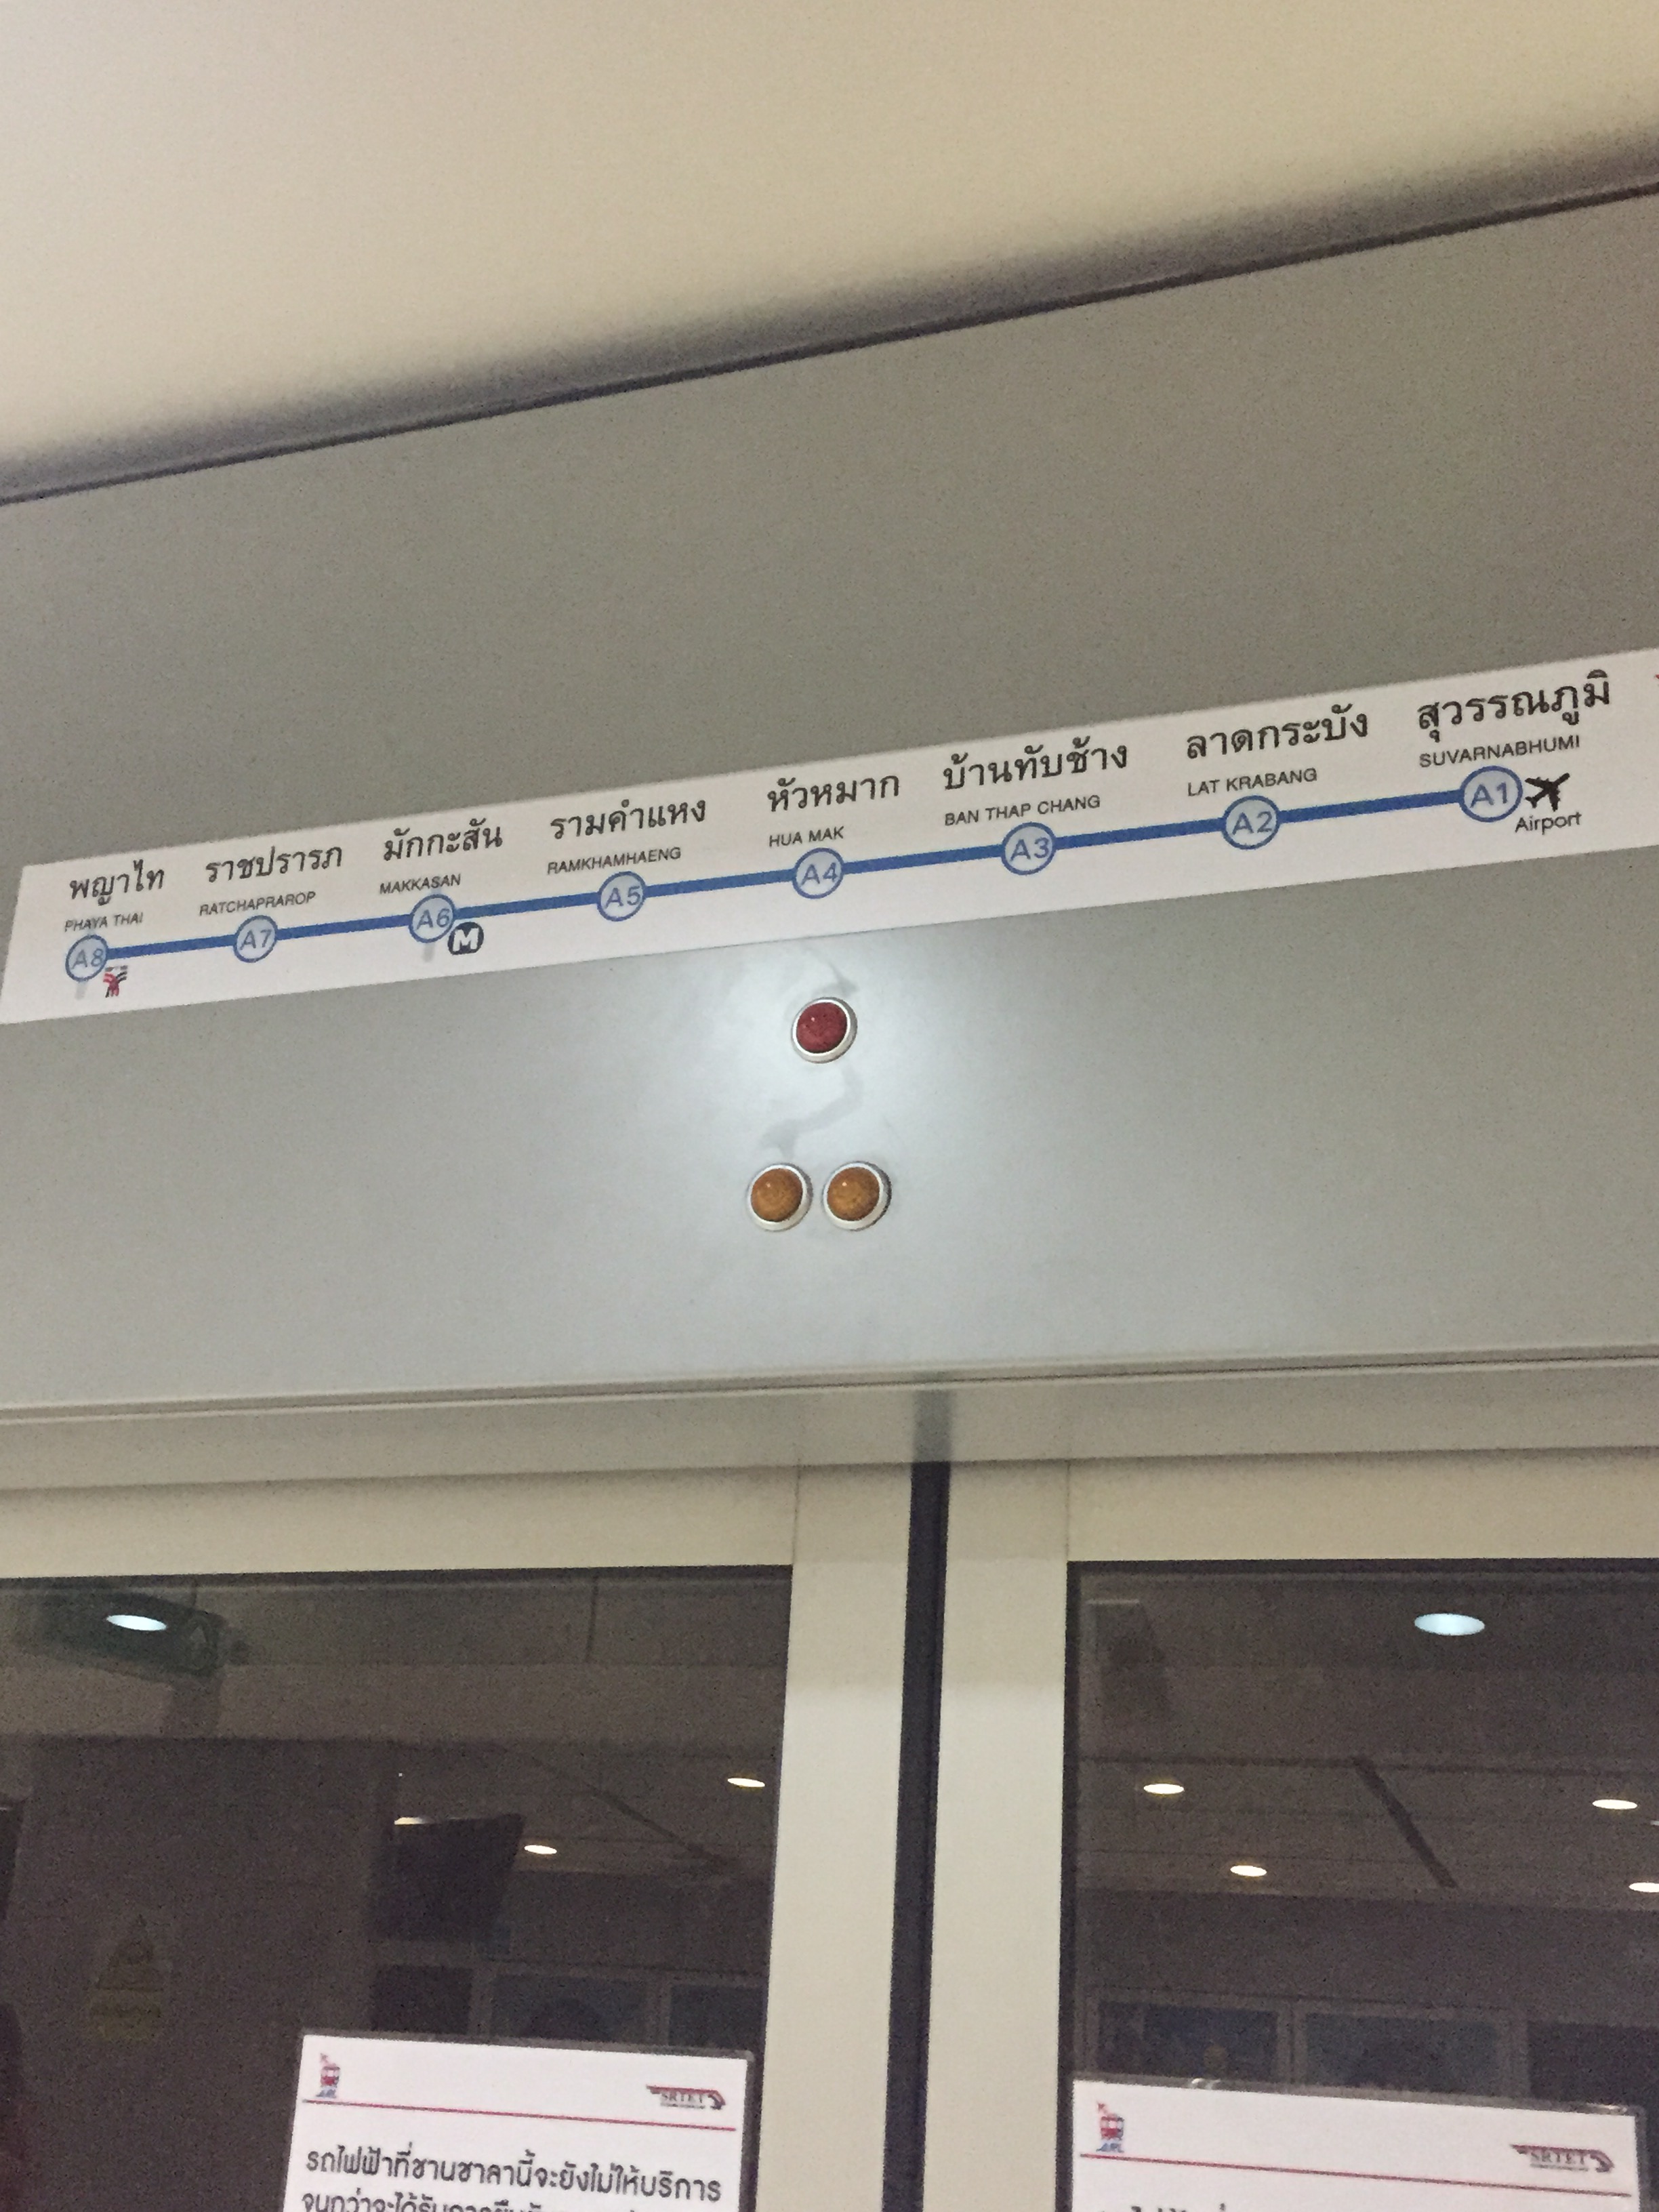 พญาไท
PHAYA THAI
A8
ราชปรารภ
RATCHAPRAROP
A7
มักกะสัน
MAKKASAN
A6
M
รามคำแหง
RAMKHAMHAENG
A5
หัวหมาก
HUA MAK
A4
บ้านทับช้าง
BAN THAP CHANG
A3
ลาดกระบัง
LAT KRABANG
A2
สุวรรณภูมิ
SUVARNABHUMI
A1
Airport
SRTET
รถไฟฟ้าที่ชานชาลานี้จะยังไม่ให้บริการ
SRTET